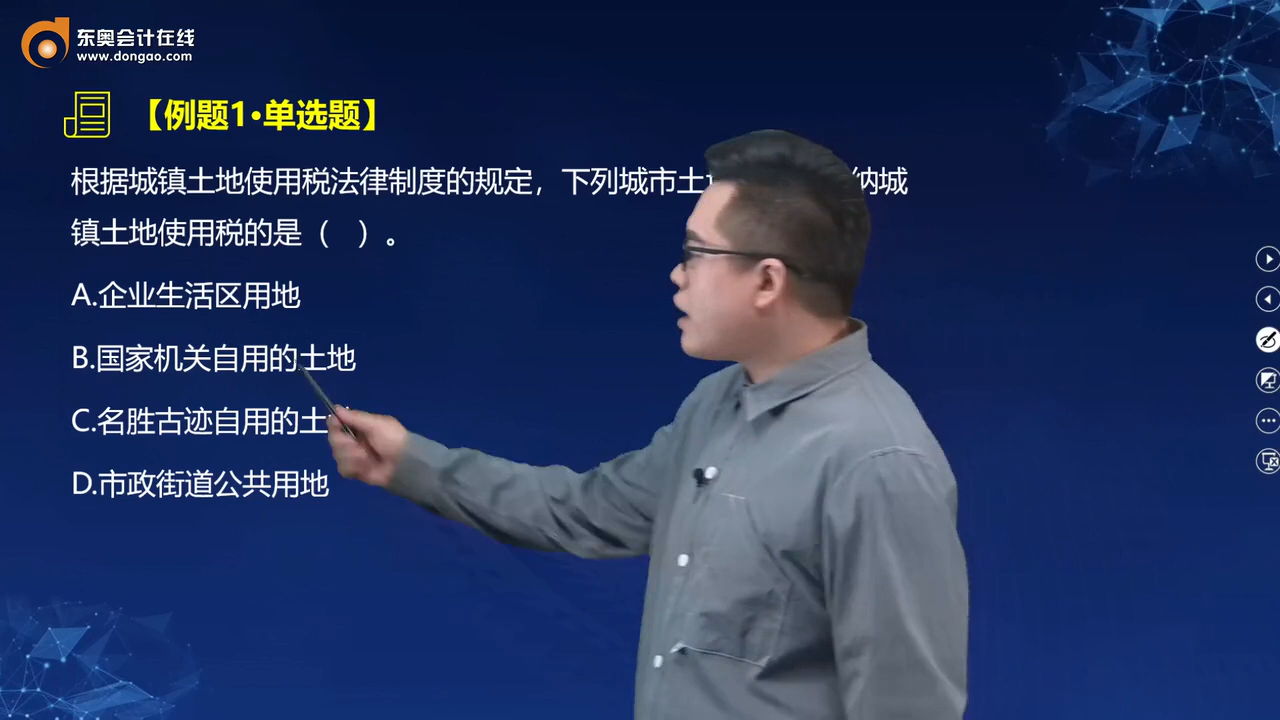 东奥会计在线
www.dongao.com
【例题1•单选题】
根据城镇土地使用税法律制度的规定，下列城市土 纳城
镇土地使用税的是（ ）。
A.企业生活区用地
B.国家机关自用的土地
C.名胜古迹自用的土
D.市政街道公共用地